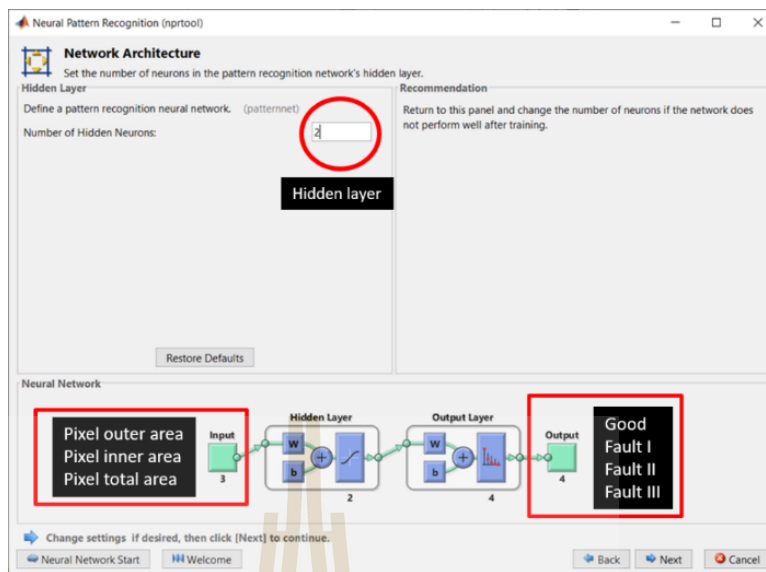 Neural Pattern Recognition (nprtool)
Network Architecture
Set the number of neurons in the pattern recognition network's hidden layer.
Hidden Layer
Define a pattern recognition neural network. (patternnet)
Number of Hidden Neurons: 2
Hidden layer
Restore Defaults
Recommendation
Return to this panel and change the number of neurons if the network does
not perform well after training.
Neural Network
Pixel outer area
Pixel inner area
Pixel total area
Input
3
Hidden Layer
W
b
2
Output Layer
W
b
4
Output
4
Good
Fault I
Fault II
Fault III
Change settings if desired, then click [Next] to continue.
Neural Network Start
Welcome
Back
Next
Cancel